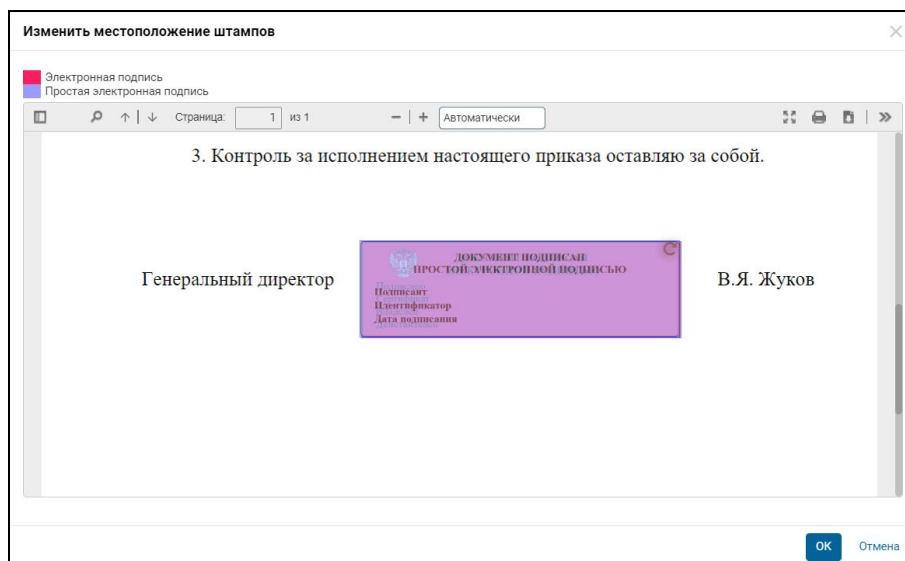 Изменить местоположение штампов
Электронная подпись
Простая электронная подпись
Страница: 1 из 1 Автоматически
3. Контроль за исполнением настоящего приказа оставляю за собой.
ДОКУМЕНТ ПОДПИСАН
ПРОСТОЙ ЭЛЕКТРОННОЙ ПОДПИСЬЮ
Генеральный директор В.Я. Жуков
Подписант
Идентификатор
Дата подписания
ОК Отмена